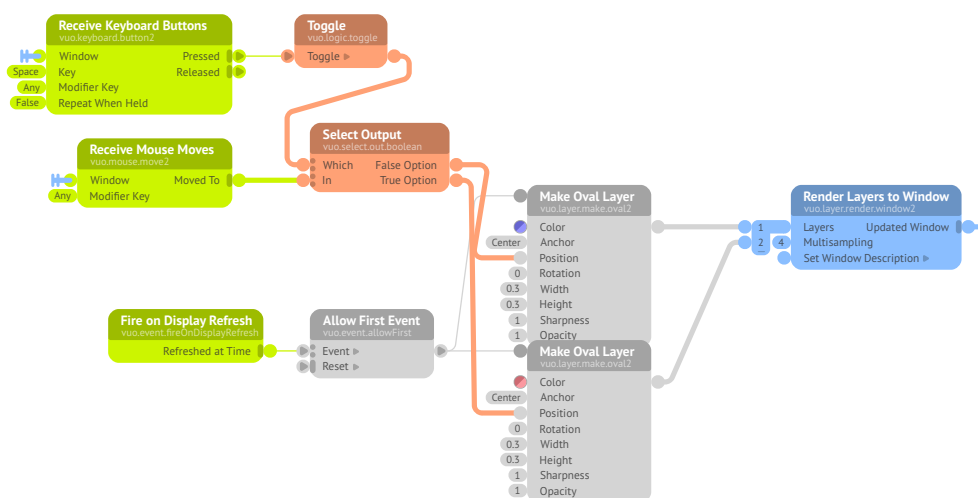 Receive Keyboard Buttons
vuo.keyboard.button2
Window Pressed
Space Key Released
Any Modifier Key
False Repeat When Held
Toggle
vuo.logic.toggle
Toggle
Receive Mouse Moves
vuo.mouse.move2
Window Moved To
Any Modifier Key
Select Output
vuo.select.out.boolean
Which False Option
In True Option
Make Oval Layer
vuo.layer.make.oval2
Color
Center Anchor
Position
0 Rotation
0.3 Width
0.3 Height
1 Sharpness
1 Opacity
Render Layers to Window
vuo.layer.render.window2
1 Layers Updated Window
2 4 Multisampling
Set Window Description
Fire on Display Refresh
vuo.event.fireOnDisplayRefresh
Refreshed at Time
Allow First Event
vuo.event.allowFirst
Event
Reset
Make Oval Layer
vuo.layer.make.oval2
Color
Center Anchor
Position
0 Rotation
0.3 Width
0.3 Height
1 Sharpness
1 Opacity